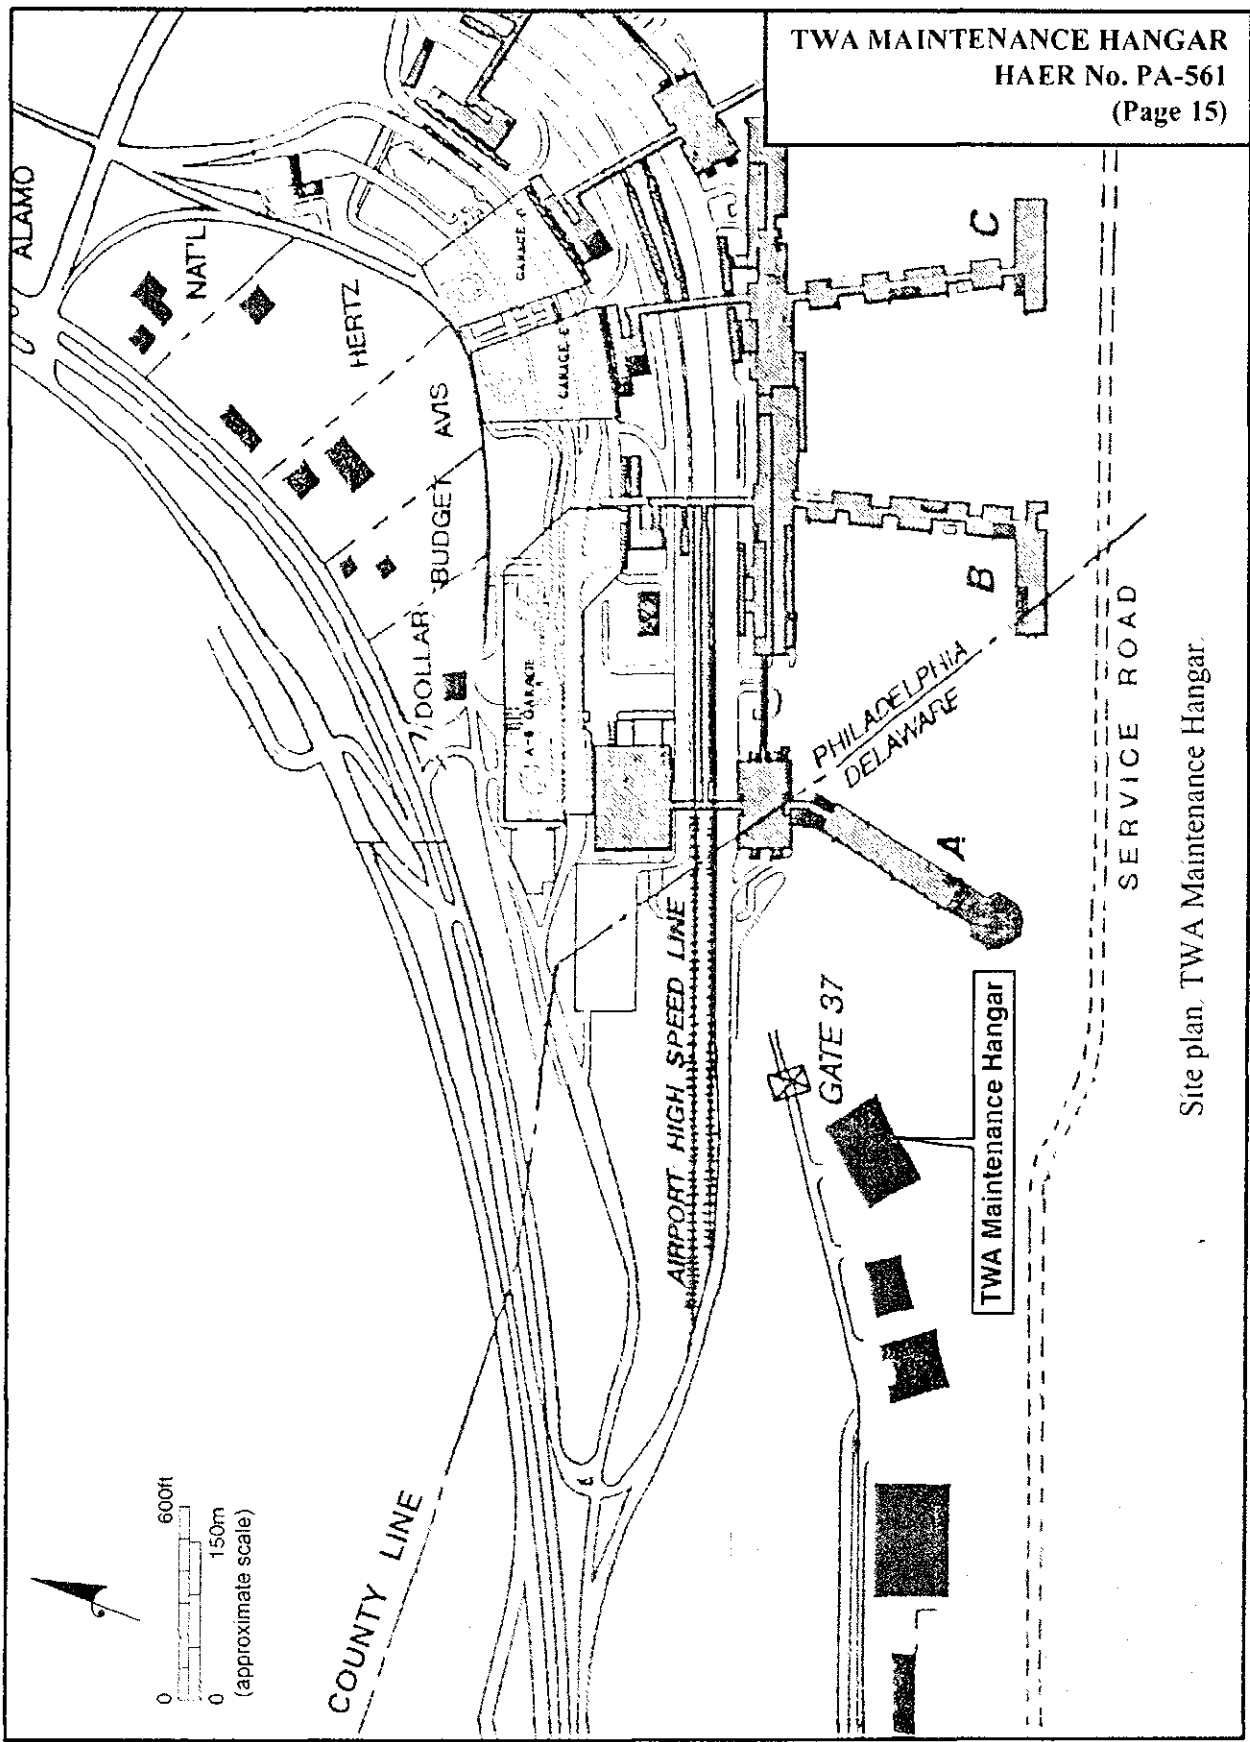 TWA MAINTENANCE HANGAR
HAER No. PA-561
(Page 15)
ALAMO
NAT'L
HERTZ
AVIS
BUDGET
DOLLAR
GARAGE D
GARAGE C
A-B GARAGE
C
B
A
PHILADELPHIA
DELAWARE
SERVICE ROAD
AIRPORT HIGH SPEED LINE
GATE 37
TWA Maintenance Hangar
COUNTY LINE
0 600ft
0 150m
(approximate scale)
Site plan, TWA Maintenance Hangar.